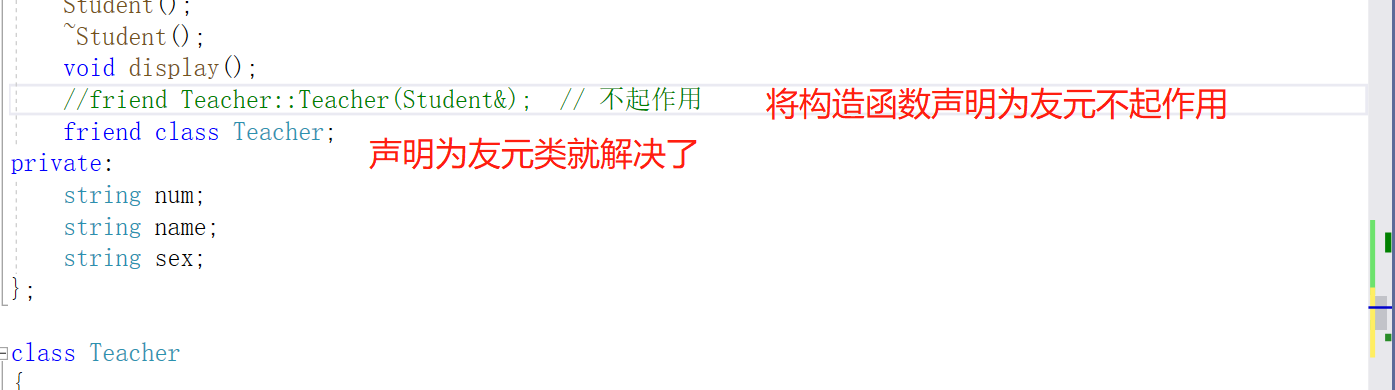 Student();
~Student();
void display();
//friend Teacher::Teacher(Student&);  // 不起作用
将构造函数声明为友元不起作用
friend class Teacher;
声明为友元类就解决了
private:
string num;
string name;
string sex;
};
class Teacher
{